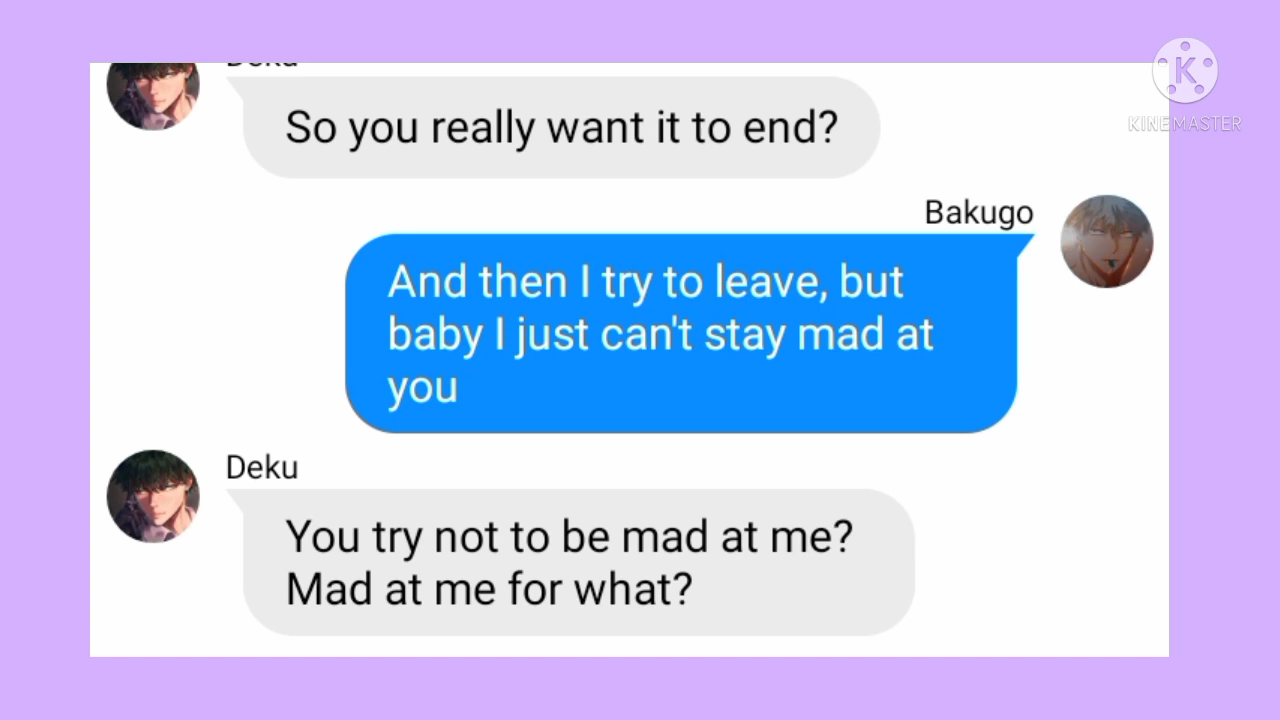 Deku
So you really want it to end?
Bakugo
And then I try to leave, but
baby I just can't stay mad at
you
Deku
You try not to be mad at me?
Mad at me for what?
K
KINEMASTER